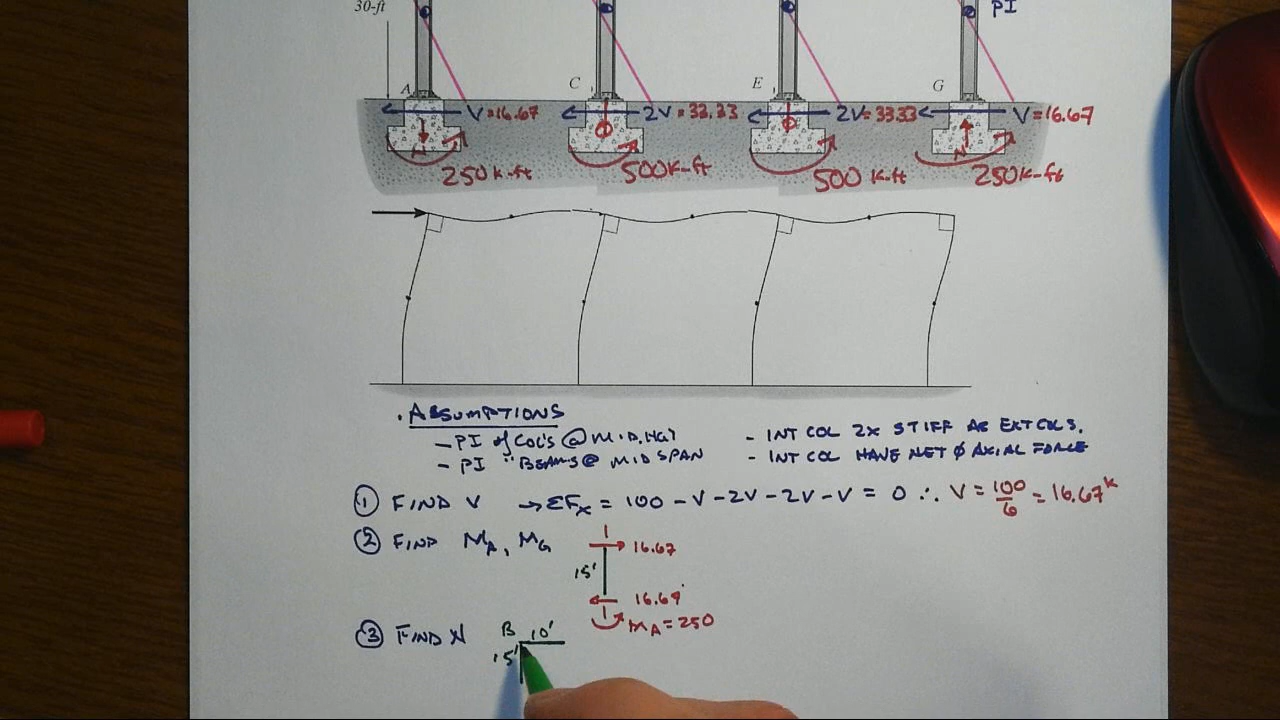 30-ft
PI
A C E G
V=16.67 2V=33.33 2V=33.33 V=16.67
N Φ Φ N
250 k-ft 500 k-ft 500 k-ft 250 k-ft
. ASSUMPTIONS
- PI of COL'S @ MID.HGT - INT COL 2X STIFF AS EXT COLS.
- PI " BEAMS @ MIDSPAN - INT COL HAVE NET Ø AXIAL FORCE
① FIND V → ΣFx = 100 - V - 2V - 2V - V = 0 ∴ V = 100/6 = 16.67ᵏ
② FIND MA, MG
16.67
15'
16.67
MA = 250
③ FIND N B 10'
15'